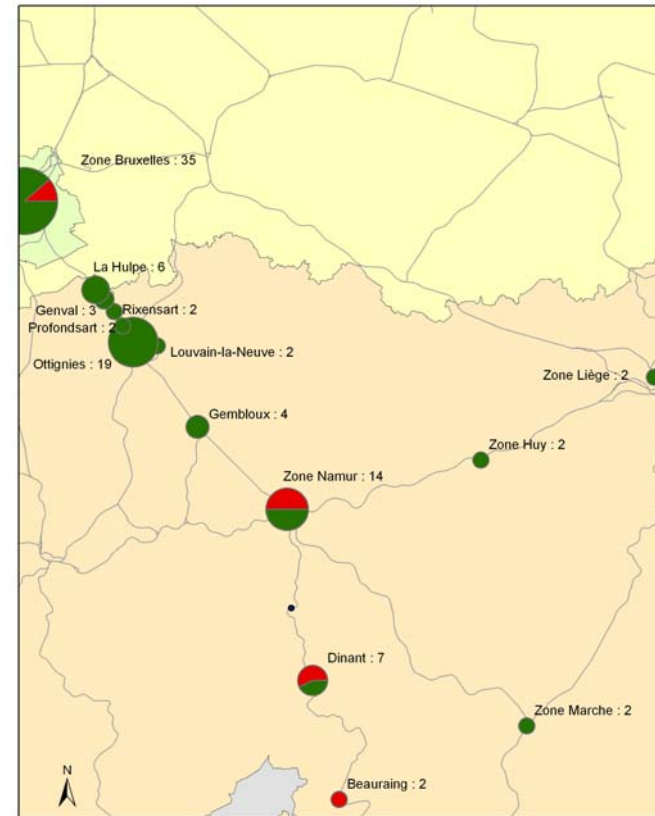 Zone Bruxelles : 35
La Hulpe : 6
Genval : 3
Rixensart : 2
Profondsart : 2
Ottignies : 19
Louvain-la-Neuve : 2
Zone Liège : 2
Gembloux : 4
Zone Huy : 2
Zone Namur : 14
Dinant : 7
Zone Marche : 2
Beauraing : 2
N